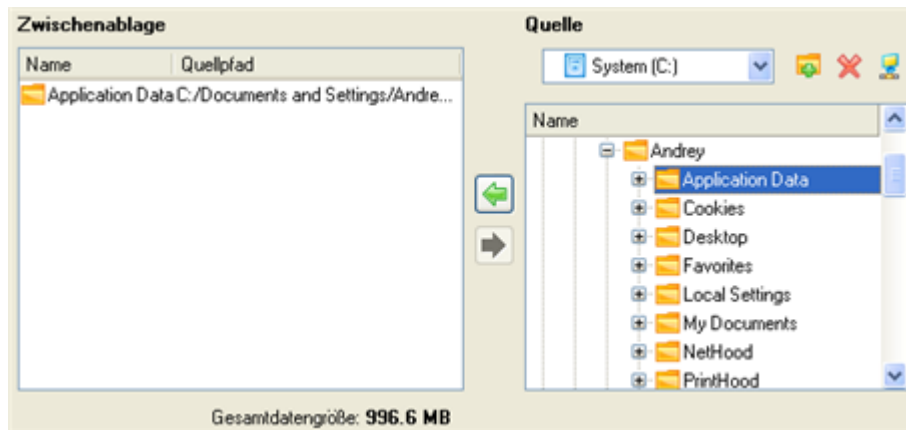 Zwischenablage
Name Quellpfad
Application Data C:/Documents and Settings/Andre...
Gesamtdatengröße: 996.6 MB
Quelle
System (C:)
Name
Andrey
Application Data
Cookies
Desktop
Favorites
Local Settings
My Documents
NetHood
PrintHood